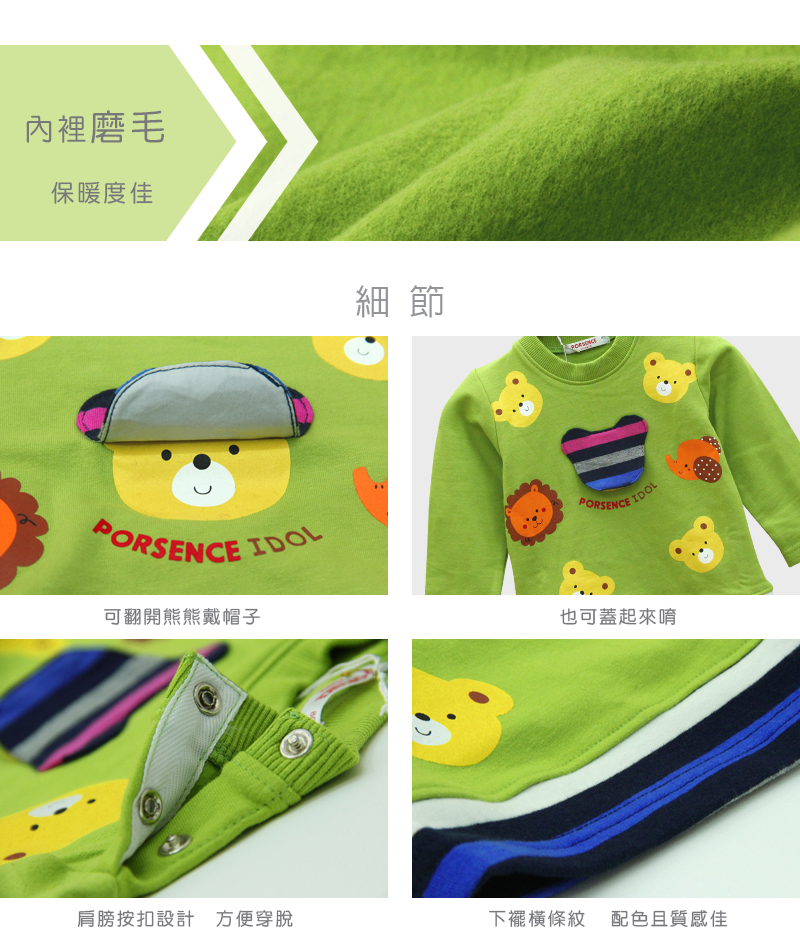 內裡磨毛
保暖度佳
細節
PORSENCE IDOL
PORSENCE
PORSENCE IDOL
可翻開熊熊戴帽子
也可蓋起來唷
肩膀按扣設計 方便穿脫
下襬橫條紋 配色且質感佳